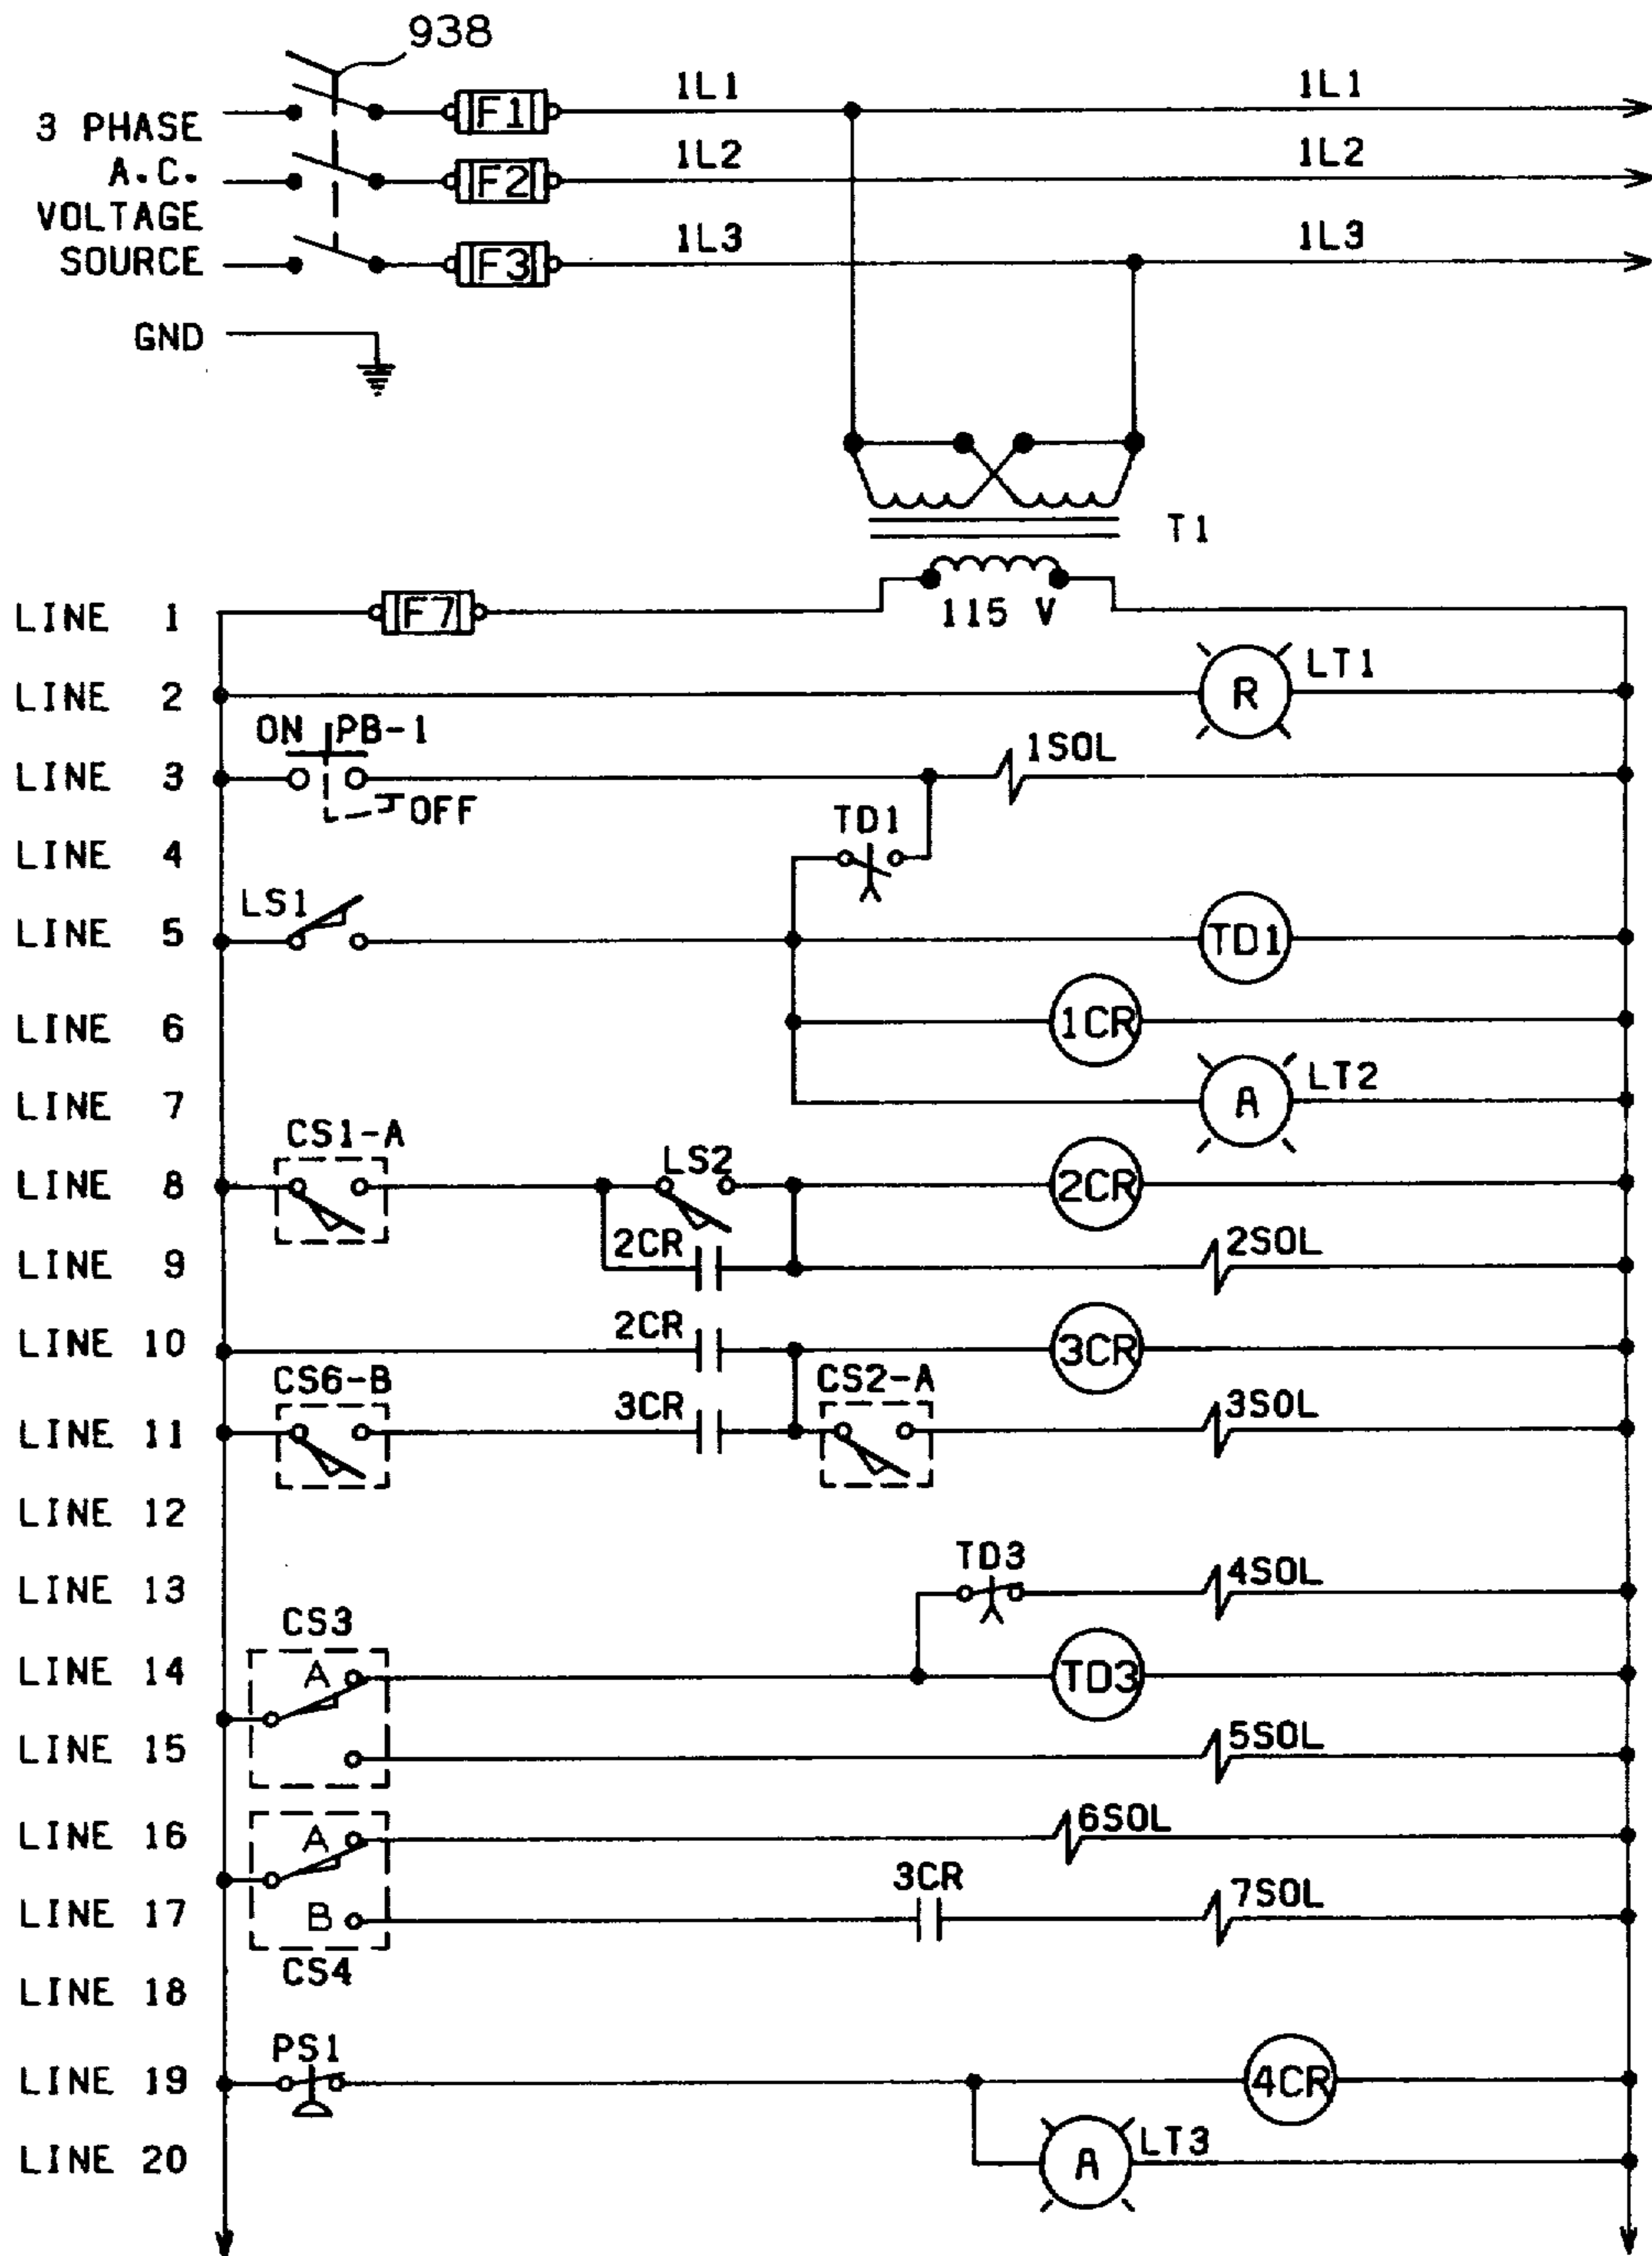 938
3 PHASE
A.C.
VOLTAGE
SOURCE
GND
F1 1L1 1L1
F2 1L2 1L2
F3 1L3 1L3
T1
LINE 1 F7 115 V
LINE 2 R LT1
ON PB-1
LINE 3 1SOL
OFF
LINE 4 TD1
LS1
LINE 5 TD1
LINE 6 1CR
LINE 7 A LT2
CS1-A
LINE 8 LS2 2CR
LINE 9 2CR 2SOL
LINE 10 2CR 3CR
CS6-B CS2-A
LINE 11 3CR 3SOL
LINE 12
LINE 13 TD3 4SOL
CS3
LINE 14 A TD3
LINE 15 5SOL
LINE 16 A 6SOL
LINE 17 B 3CR 7SOL
CS4
LINE 18
PS1
LINE 19 4CR
LINE 20 A LT3